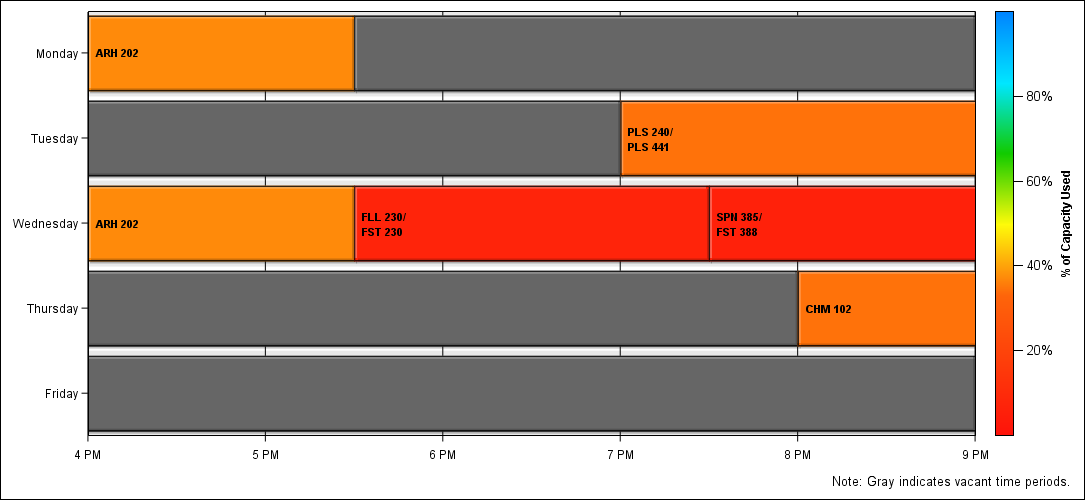 Monday
ARH 202
Tuesday
PLS 240/
PLS 441
Wednesday
ARH 202
FLL 230/
FST 230
SPN 385/
FST 388
Thursday
CHM 102
Friday
4 PM
5 PM
6 PM
7 PM
8 PM
9 PM
80%
60%
40%
20%
% of Capacity Used
Note: Gray indicates vacant time periods.